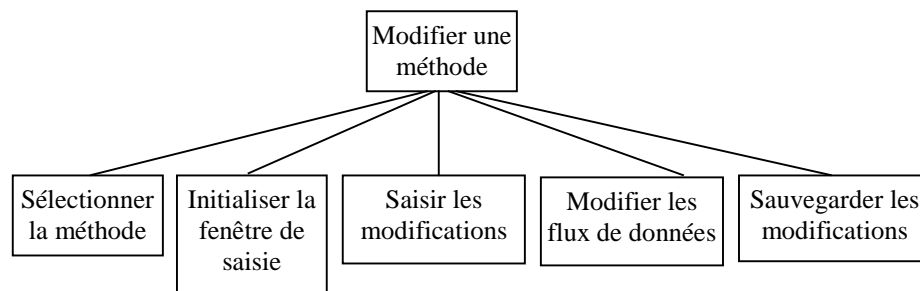 Modifier une
méthode
Sélectionner
la méthode
Initialiser la
fenêtre de
saisie
Saisir les
modifications
Modifier les
flux de données
Sauvegarder les
modifications